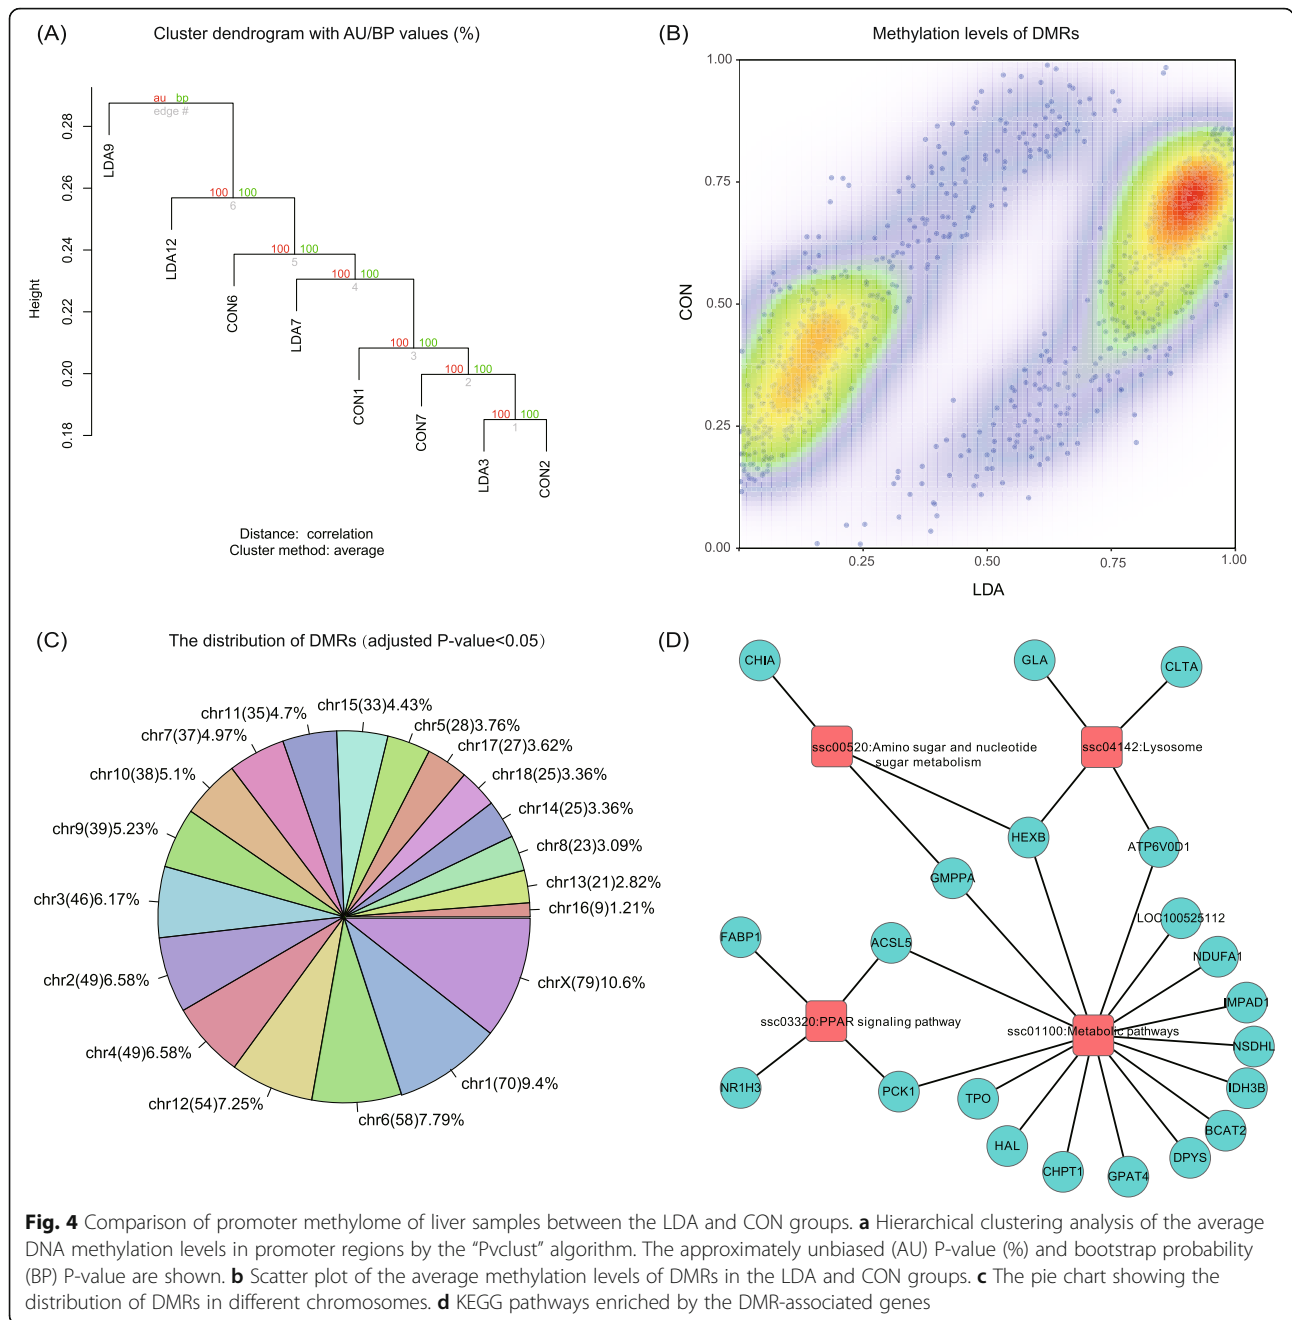 (A)
Cluster dendrogram with AU/BP values (%)
au bp
edge #
0.28
0.26
0.24
0.22
0.20
0.18
Height
LDA9
100 100
6
LDA12
100 100
5
CON6
100 100
4
LDA7
100 100
3
CON1
100 100
2
CON7
100 100
1
LDA3
CON2
Distance: correlation
Cluster method: average
(B)
Methylation levels of DMRs
1.00
0.75
0.50
0.25
0.00
CON
0.25
0.50
0.75
1.00
LDA
(C)
The distribution of DMRs (adjusted P-value<0.05)
chr15(33)4.43%
chr11(35)4.7%
chr5(28)3.76%
chr7(37)4.97%
chr17(27)3.62%
chr10(38)5.1%
chr18(25)3.36%
chr14(25)3.36%
chr9(39)5.23%
chr8(23)3.09%
chr13(21)2.82%
chr3(46)6.17%
chr16(9)1.21%
chr2(49)6.58%
chrX(79)10.6%
chr4(49)6.58%
chr1(70)9.4%
chr12(54)7.25%
chr6(58)7.79%
(D)
CHIA
GLA
CLTA
ssc00520:Amino sugar and nucleotide
sugar metabolism
ssc04142:Lysosome
HEXB
ATP6V0D1
GMPPA
LOC100525112
FABP1
ACSL5
NDUFA1
IMPAD1
ssc03320:PPAR signaling pathway
ssc01100:Metabolic pathways
NSDHL
NR1H3
PCK1
TPO
IDH3B
BCAT2
HAL
DPYS
CHPT1
GPAT4
Fig. 4 Comparison of promoter methylome of liver samples between the LDA and CON groups. a Hierarchical clustering analysis of the average
DNA methylation levels in promoter regions by the “Pvclust” algorithm. The approximately unbiased (AU) P-value (%) and bootstrap probability
(BP) P-value are shown. b Scatter plot of the average methylation levels of DMRs in the LDA and CON groups. c The pie chart showing the
distribution of DMRs in different chromosomes. d KEGG pathways enriched by the DMR-associated genes